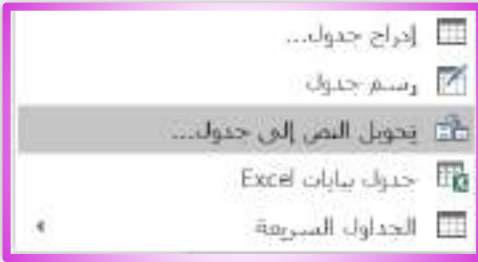 إدراج جدول...
رسم جدول
تحويل النص إلى جدول...
جدول بيانات Excel
الجداول السريعة